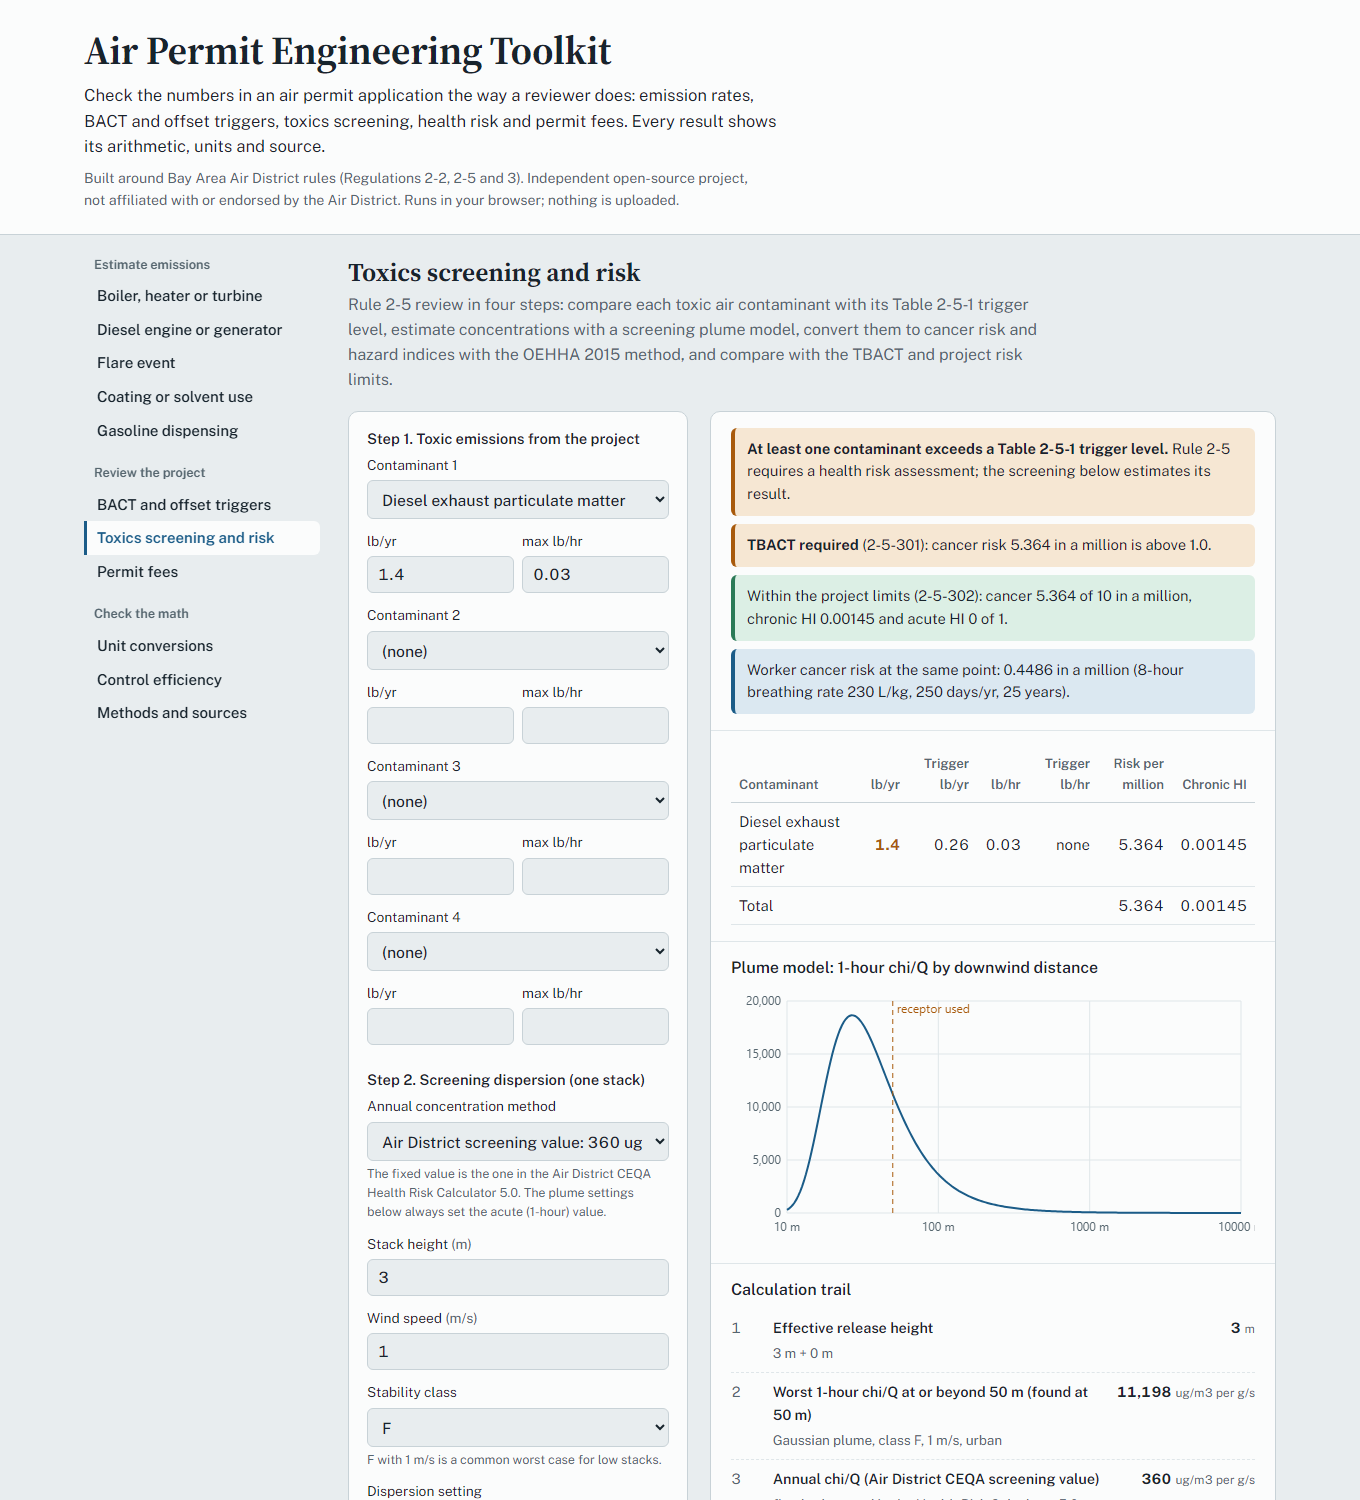 Air Permit Engineering Toolkit
Check the numbers in an air permit application the way a reviewer does: emission rates,
BACT and offset triggers, toxics screening, health risk and permit fees. Every result shows
its arithmetic, units and source.
Built around Bay Area Air District rules (Regulations 2-2, 2-5 and 3). Independent open-source project,
not affiliated with or endorsed by the Air District. Runs in your browser; nothing is uploaded.
Estimate emissions
Boiler, heater or turbine
Diesel engine or generator
Flare event
Coating or solvent use
Gasoline dispensing
Review the project
BACT and offset triggers
Toxics screening and risk
Permit fees
Check the math
Unit conversions
Control efficiency
Methods and sources
Toxics screening and risk
Rule 2-5 review in four steps: compare each toxic air contaminant with its Table 2-5-1 trigger
level, estimate concentrations with a screening plume model, convert them to cancer risk and
hazard indices with the OEHHA 2015 method, and compare with the TBACT and project risk
limits.
Step 1. Toxic emissions from the project
Contaminant 1
Diesel exhaust particulate matter
lb/yr max lb/hr
1.4 0.03
Contaminant 2
(none)
lb/yr max lb/hr
Contaminant 3
(none)
lb/yr max lb/hr
Contaminant 4
(none)
lb/yr max lb/hr
Step 2. Screening dispersion (one stack)
Annual concentration method
Air District screening value: 360 ug
The fixed value is the one in the Air District CEQA
Health Risk Calculator 5.0. The plume settings
below always set the acute (1-hour) value.
Stack height (m)
3
Wind speed (m/s)
1
Stability class
F
F with 1 m/s is a common worst case for low stacks.
Dispersion setting
At least one contaminant exceeds a Table 2-5-1 trigger level. Rule 2-5
requires a health risk assessment; the screening below estimates its
result.
TBACT required (2-5-301): cancer risk 5.364 in a million is above 1.0.
Within the project limits (2-5-302): cancer 5.364 of 10 in a million,
chronic HI 0.00145 and acute HI 0 of 1.
Worker cancer risk at the same point: 0.4486 in a million (8-hour
breathing rate 230 L/kg, 250 days/yr, 25 years).
Trigger Trigger Risk per
Contaminant lb/yr lb/yr lb/hr lb/hr million Chronic HI
Diesel exhaust
particulate 1.4 0.26 0.03 none 5.364 0.00145
matter
Total 5.364 0.00145
Plume model: 1-hour chi/Q by downwind distance
20,000
receptor used
15,000
10,000
5,000
0
10 m 100 m 1000 m 10000
Calculation trail
1 Effective release height 3 m
3 m + 0 m
2 Worst 1-hour chi/Q at or beyond 50 m (found at 11,198 ug/m3 per g/s
50 m)
Gaussian plume, class F, 1 m/s, urban
3 Annual chi/Q (Air District CEQA screening value) 360 ug/m3 per g/s